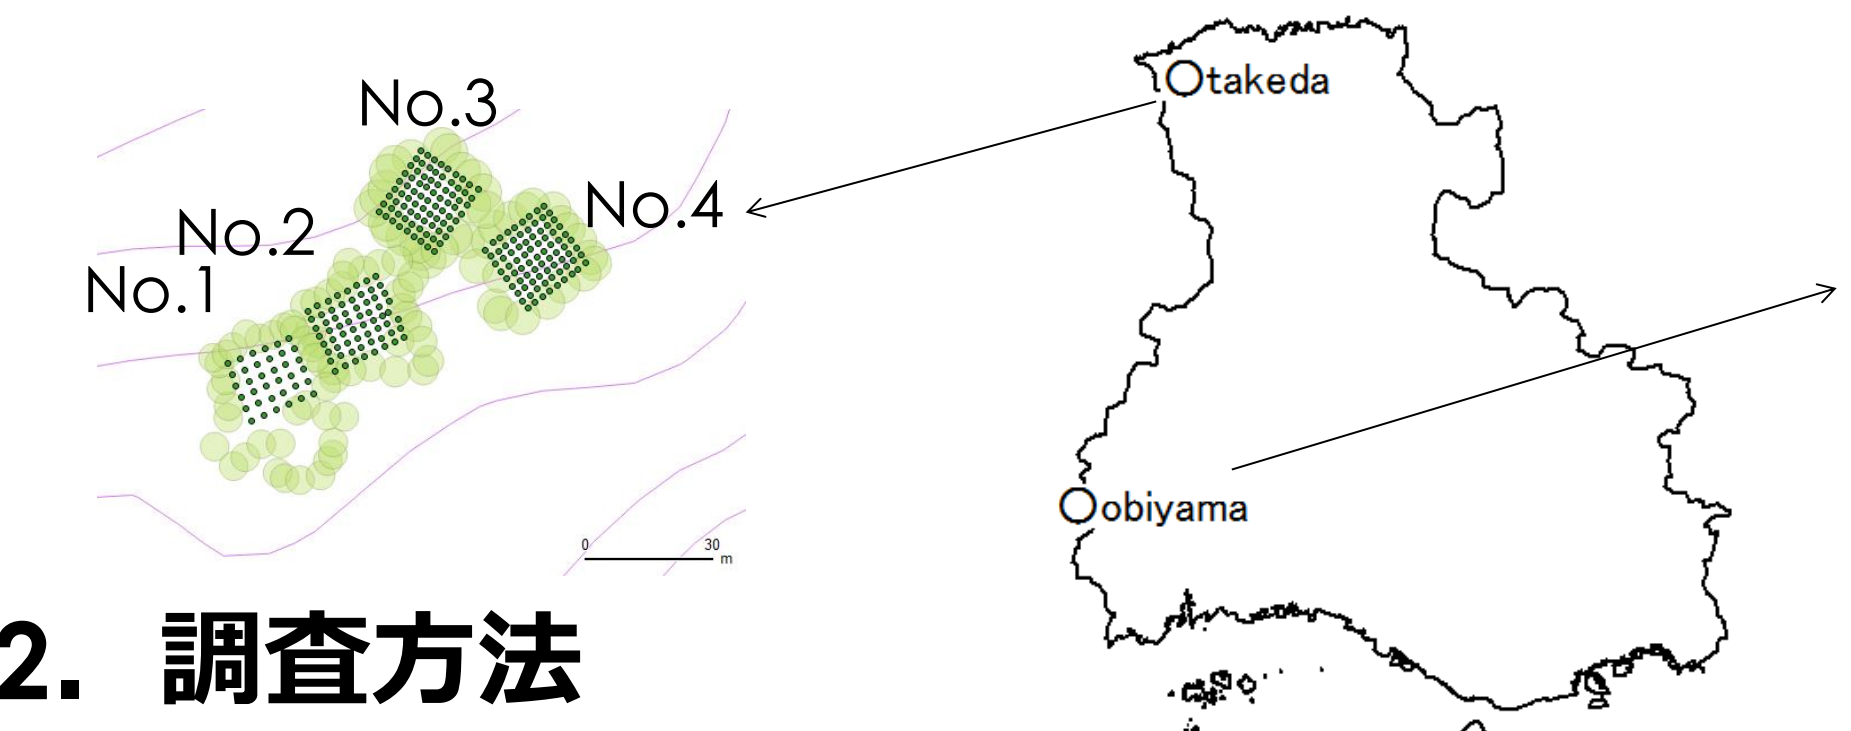 No.3
No.4
No.2
No.1
0 30 m
Otakeda
Oobiyama
2. 調査方法